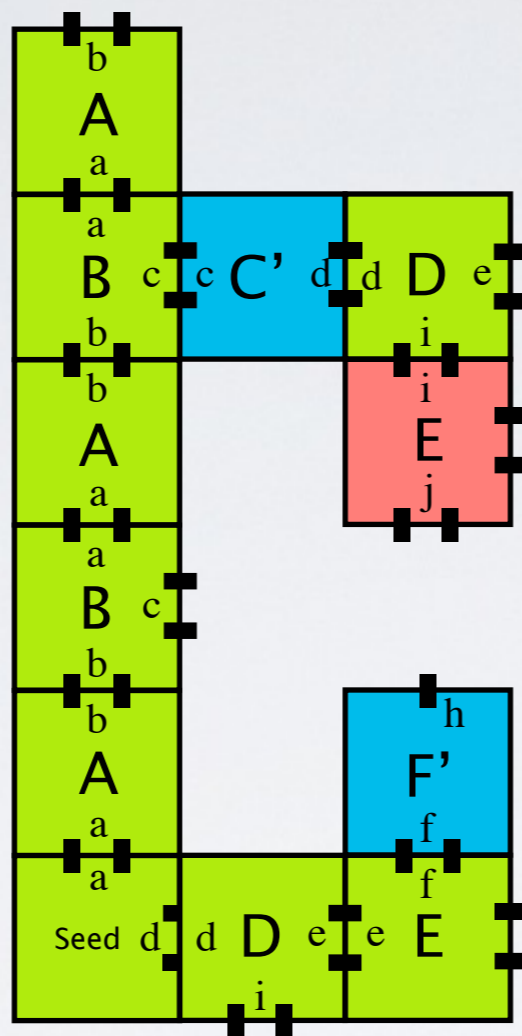 b
A
a
a
B c c C’ d d D e
b i
b i
A E
a j
a
B c
b
b h
A F’
a f
a f
Seed d d D e e E
i